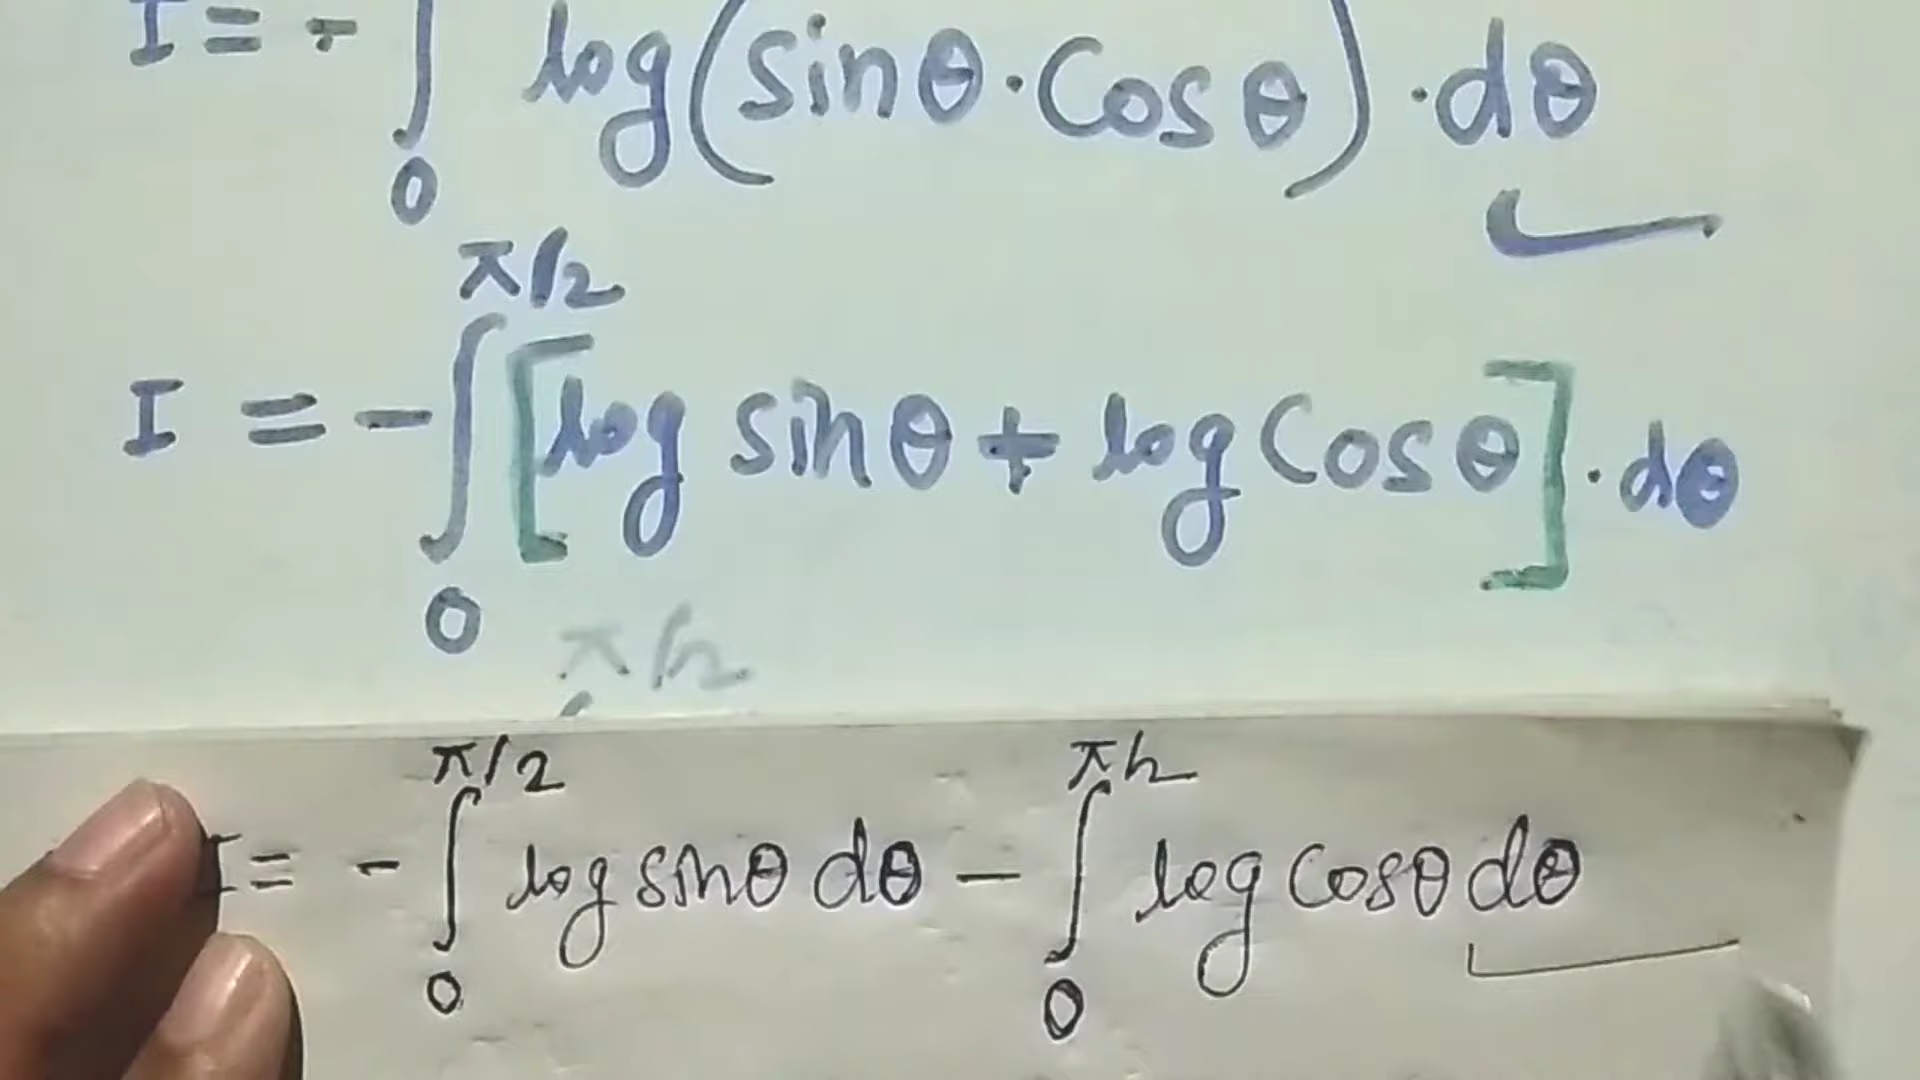 I = - ∫₀ log(sinθ·Cosθ)·dθ
I = - ∫₀^π/2 [log sinθ + log Cosθ]·dθ
π/2
I = - ∫₀^π/2 log sinθ dθ - ∫₀^π/2 log Cosθ dθ